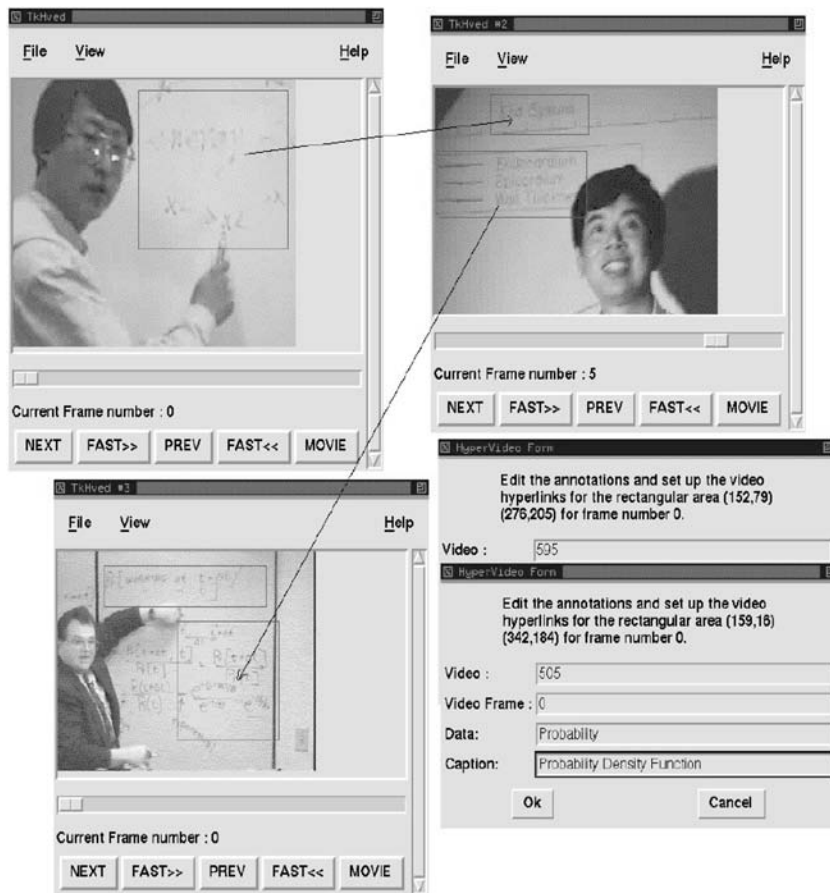 TkHved
File View Help
Current Frame number : 0
NEXT FAST>> PREV FAST<< MOVIE
TkHved #2
File View Help
Current Frame number : 5
NEXT FAST>> PREV FAST<< MOVIE
TkHved #3
File View Help
Current Frame number : 0
NEXT FAST>> PREV FAST<< MOVIE
HyperVideo Form
Edit the annotations and set up the video
hyperlinks for the rectangular area (152,79)
(276,205) for frame number 0.
Video : 595
HyperVideo Form
Edit the annotations and set up the video
hyperlinks for the rectangular area (159,16)
(342,184) for frame number 0.
Video : 505
Video Frame : 0
Data: Probability
Caption: Probability Density Function
Ok Cancel